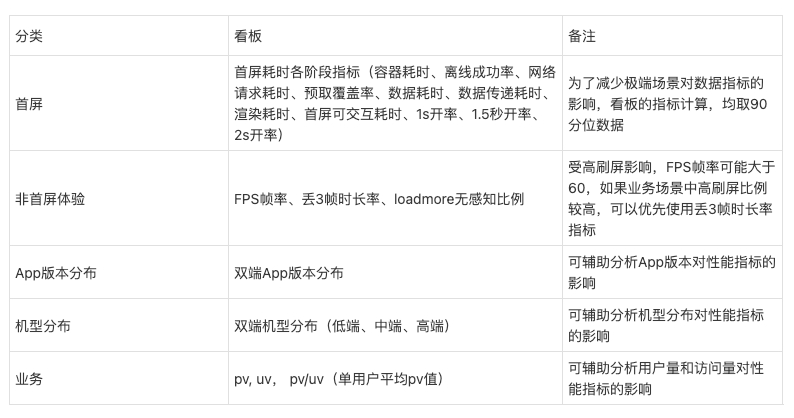 分类
看板
备注
首屏
首屏耗时各阶段指标（容器耗时、离线成功率、网络
请求耗时、预取覆盖率、数据耗时、数据传递耗时、
渲染耗时、首屏可交互耗时、1s开率、1.5秒开率、
2s开率）
为了减少极端场景对数据指标的
影响，看板的指标计算，均取90
分位数据
非首屏体验
FPS帧率、丢3帧时长率、loadmore无感知比例
受高刷屏影响，FPS帧率可能大于
60，如果业务场景中高刷屏比例
较高，可以优先使用丢3帧时长率
指标
App版本分布
双端App版本分布
可辅助分析App版本对性能指标的
影响
机型分布
双端机型分布（低端、中端、高端）
可辅助分析机型分布对性能指标
的影响
业务
pv, uv， pv/uv（单用户平均pv值）
可辅助分析用户量和访问量对性
能指标的影响